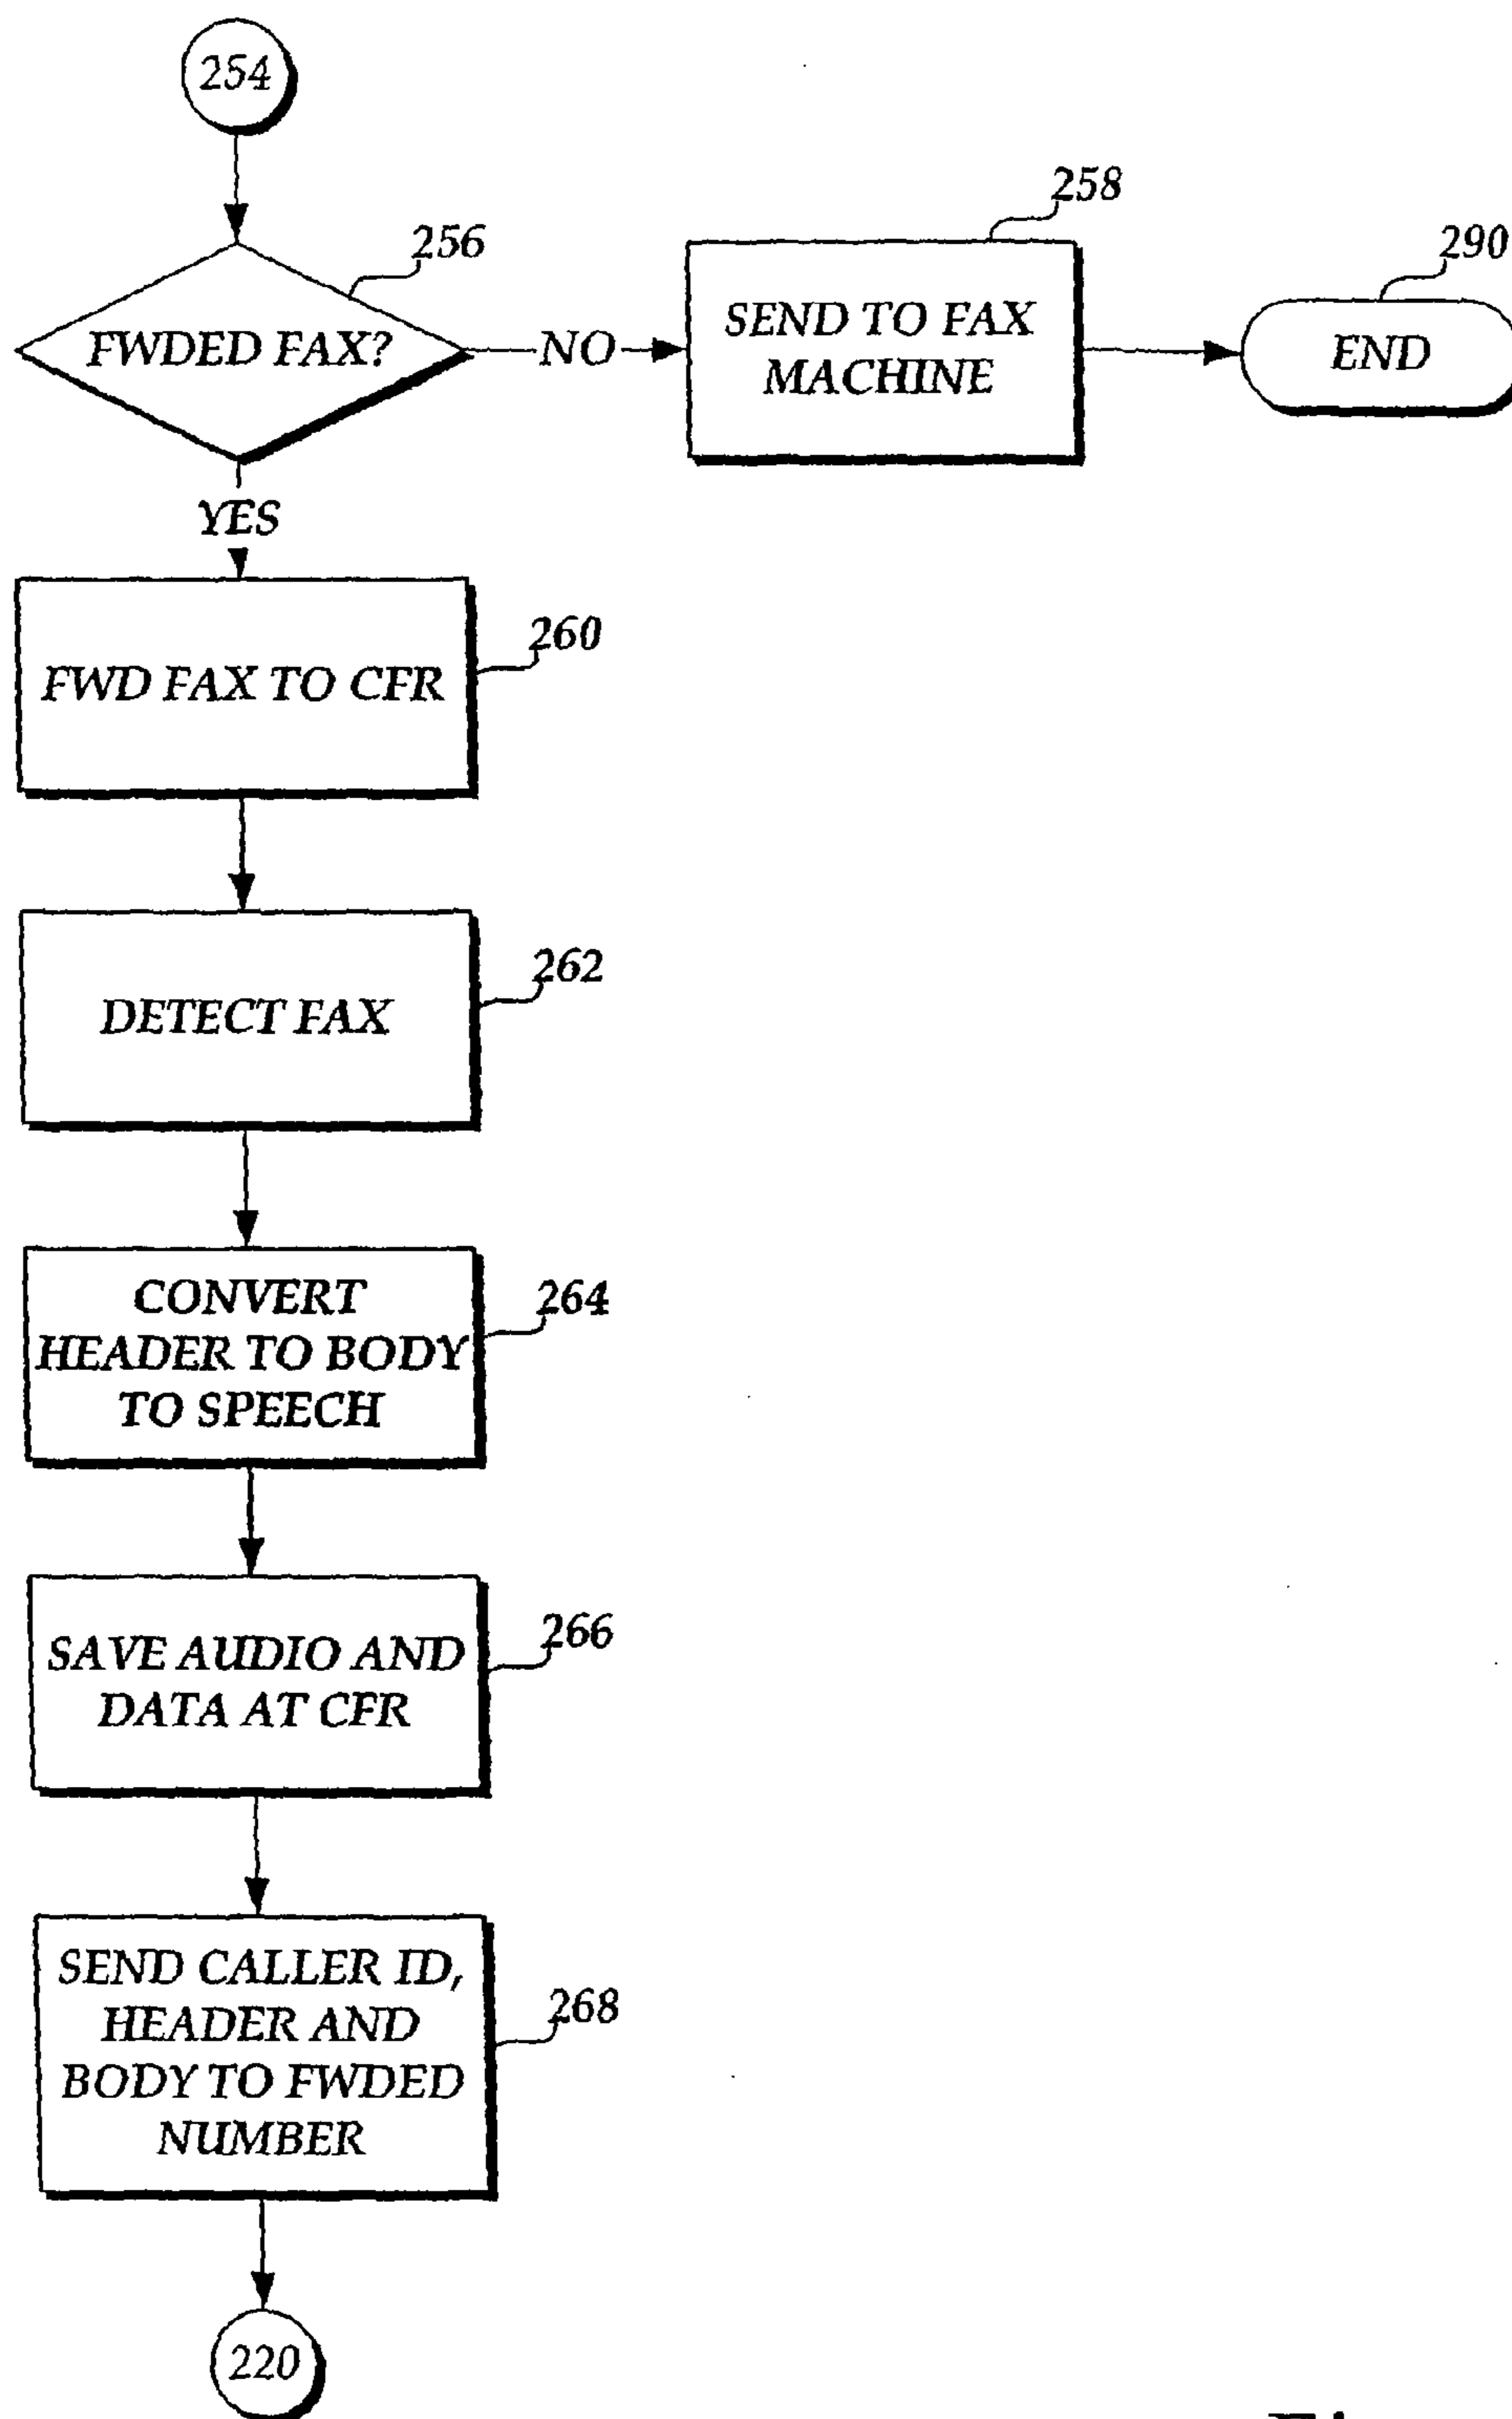 254
256
FWDED FAX?
NO
258
SEND TO FAX
MACHINE
290
END
YES
260
FWD FAX TO CFR
262
DETECT FAX
264
CONVERT
HEADER TO BODY
TO SPEECH
266
SAVE AUDIO AND
DATA AT CFR
268
SEND CALLER ID,
HEADER AND
BODY TO FWDED
NUMBER
220